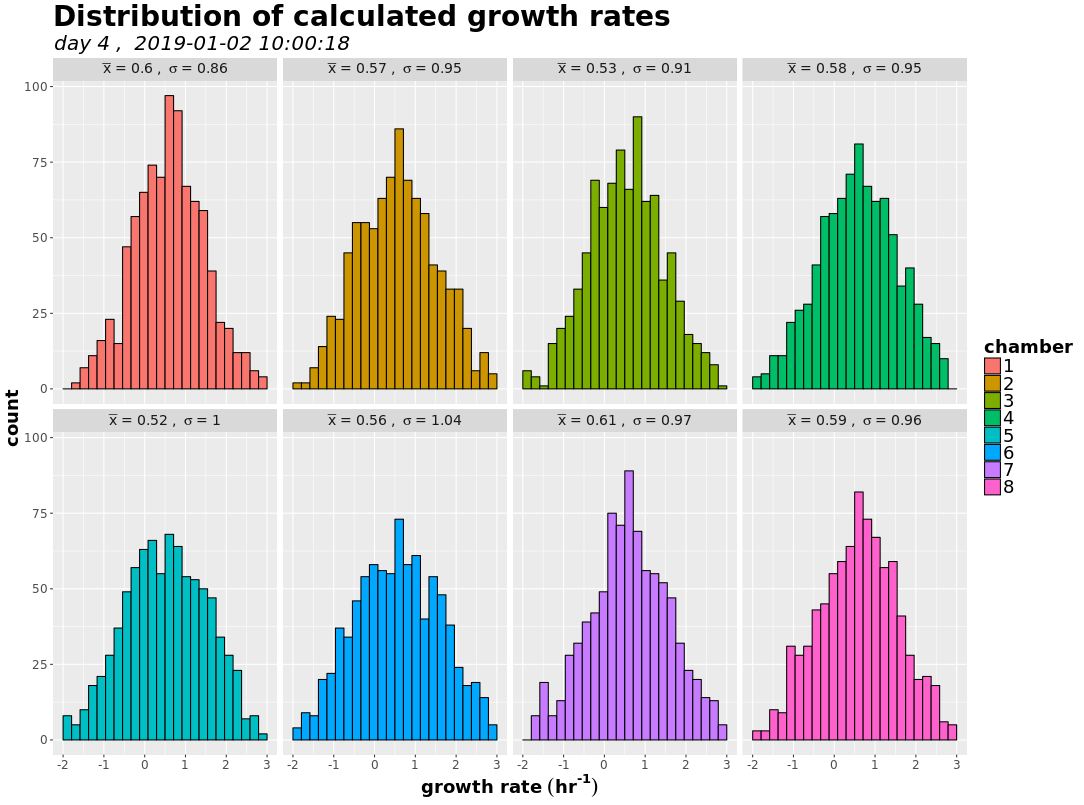 Distribution of calculated growth rates
day 4 ,  2019-01-02 10:00:18
x̅ = 0.6 ,  σ = 0.86
x̅ = 0.57 ,  σ = 0.95
x̅ = 0.53 ,  σ = 0.91
x̅ = 0.58 ,  σ = 0.95
100
75
50
25
0
count
x̅ = 0.52 ,  σ = 1
x̅ = 0.56 ,  σ = 1.04
x̅ = 0.61 ,  σ = 0.97
x̅ = 0.59 ,  σ = 0.96
100
75
50
25
0
-2 -1 0 1 2 3
-2 -1 0 1 2 3
-2 -1 0 1 2 3
-2 -1 0 1 2 3
growth rate (hr⁻¹)
chamber
1
2
3
4
5
6
7
8